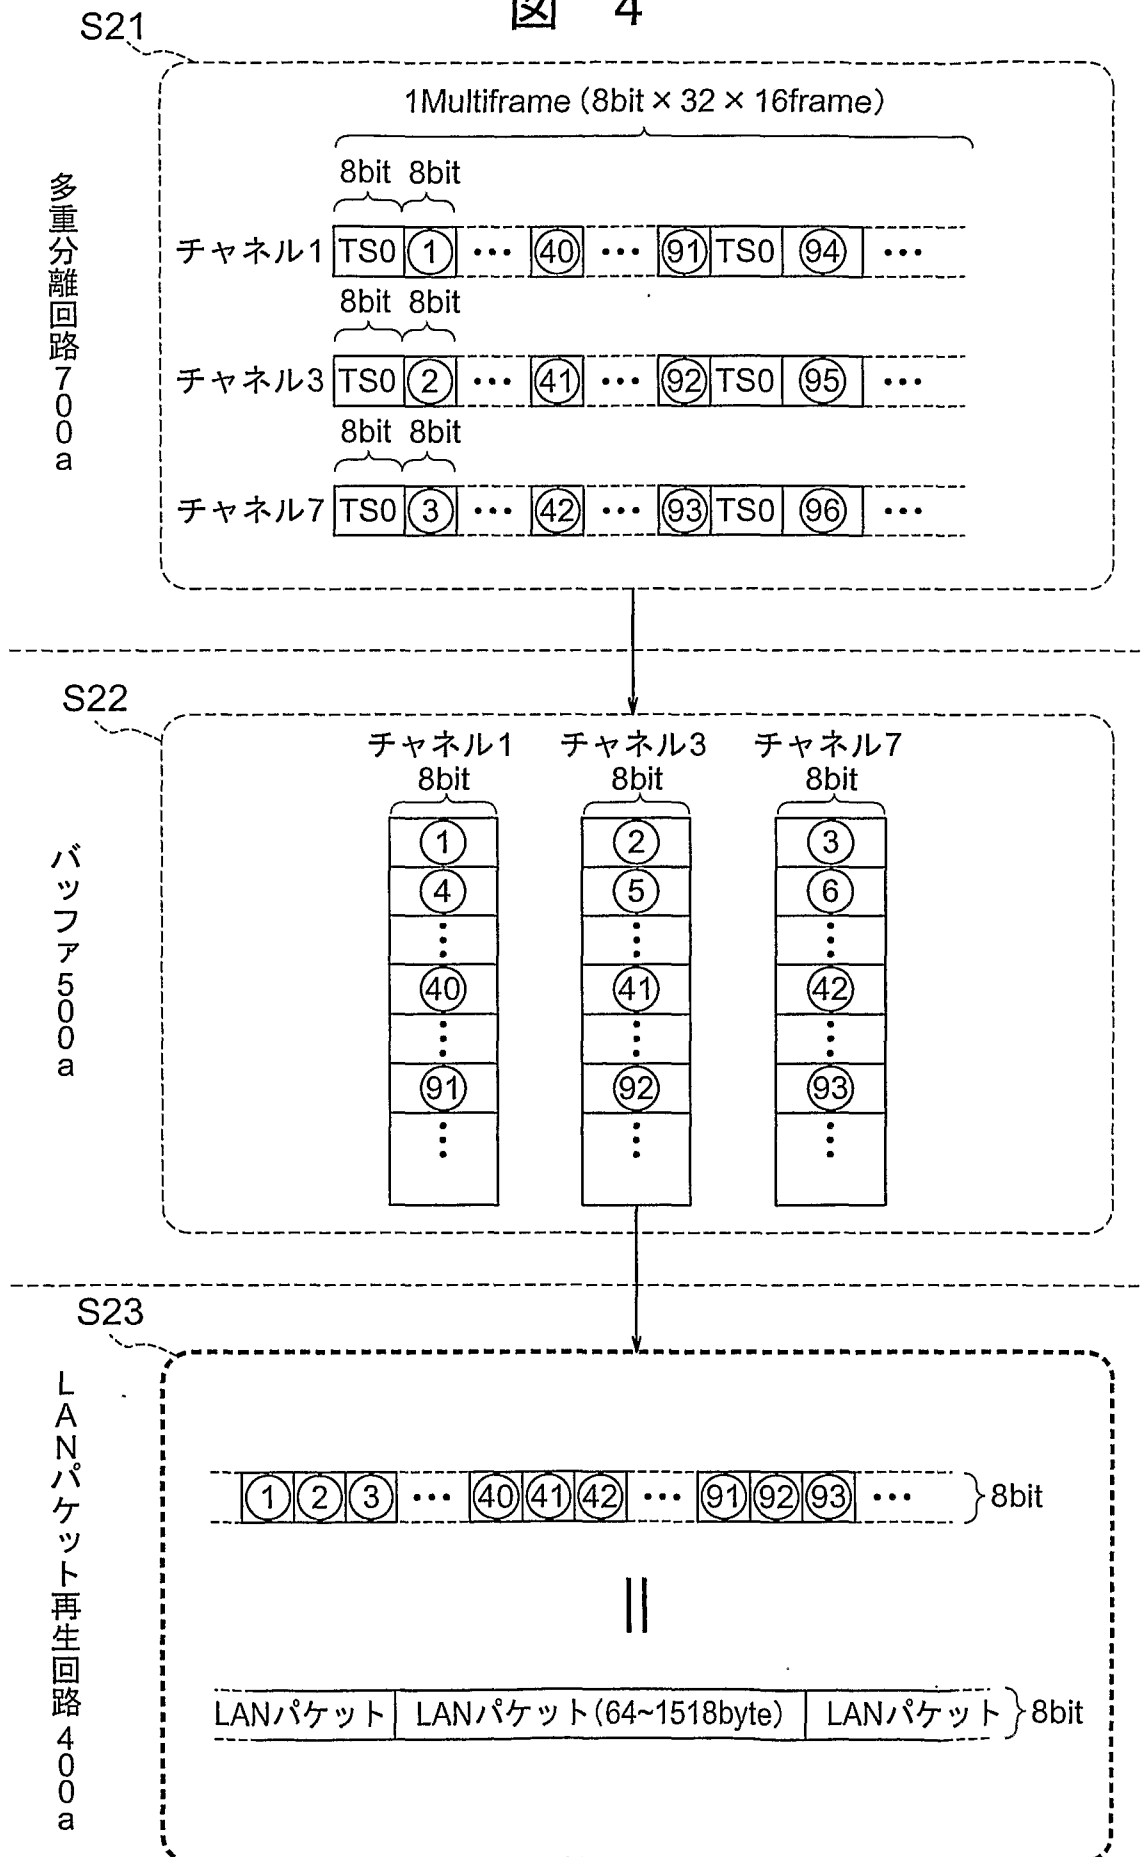 図 4
S21
多重分離回路700a
1Multiframe (8bit × 32 × 16frame)
8bit 8bit
チャネル1 TS0 1 ••• 40 ••• 91 TS0 94 •••
8bit 8bit
チャネル3 TS0 2 ••• 41 ••• 92 TS0 95 •••
8bit 8bit
チャネル7 TS0 3 ••• 42 ••• 93 TS0 96 •••
S22
バッファ500a
チャネル1 チャネル3 チャネル7
8bit 8bit 8bit
1 2 3
4 5 6
40 41 42
91 92 93
S23
LANパケット再生回路400a
1 2 3 ••• 40 41 42 ••• 91 92 93 ••• 8bit
LANパケット LANパケット(64~1518byte) LANパケット 8bit